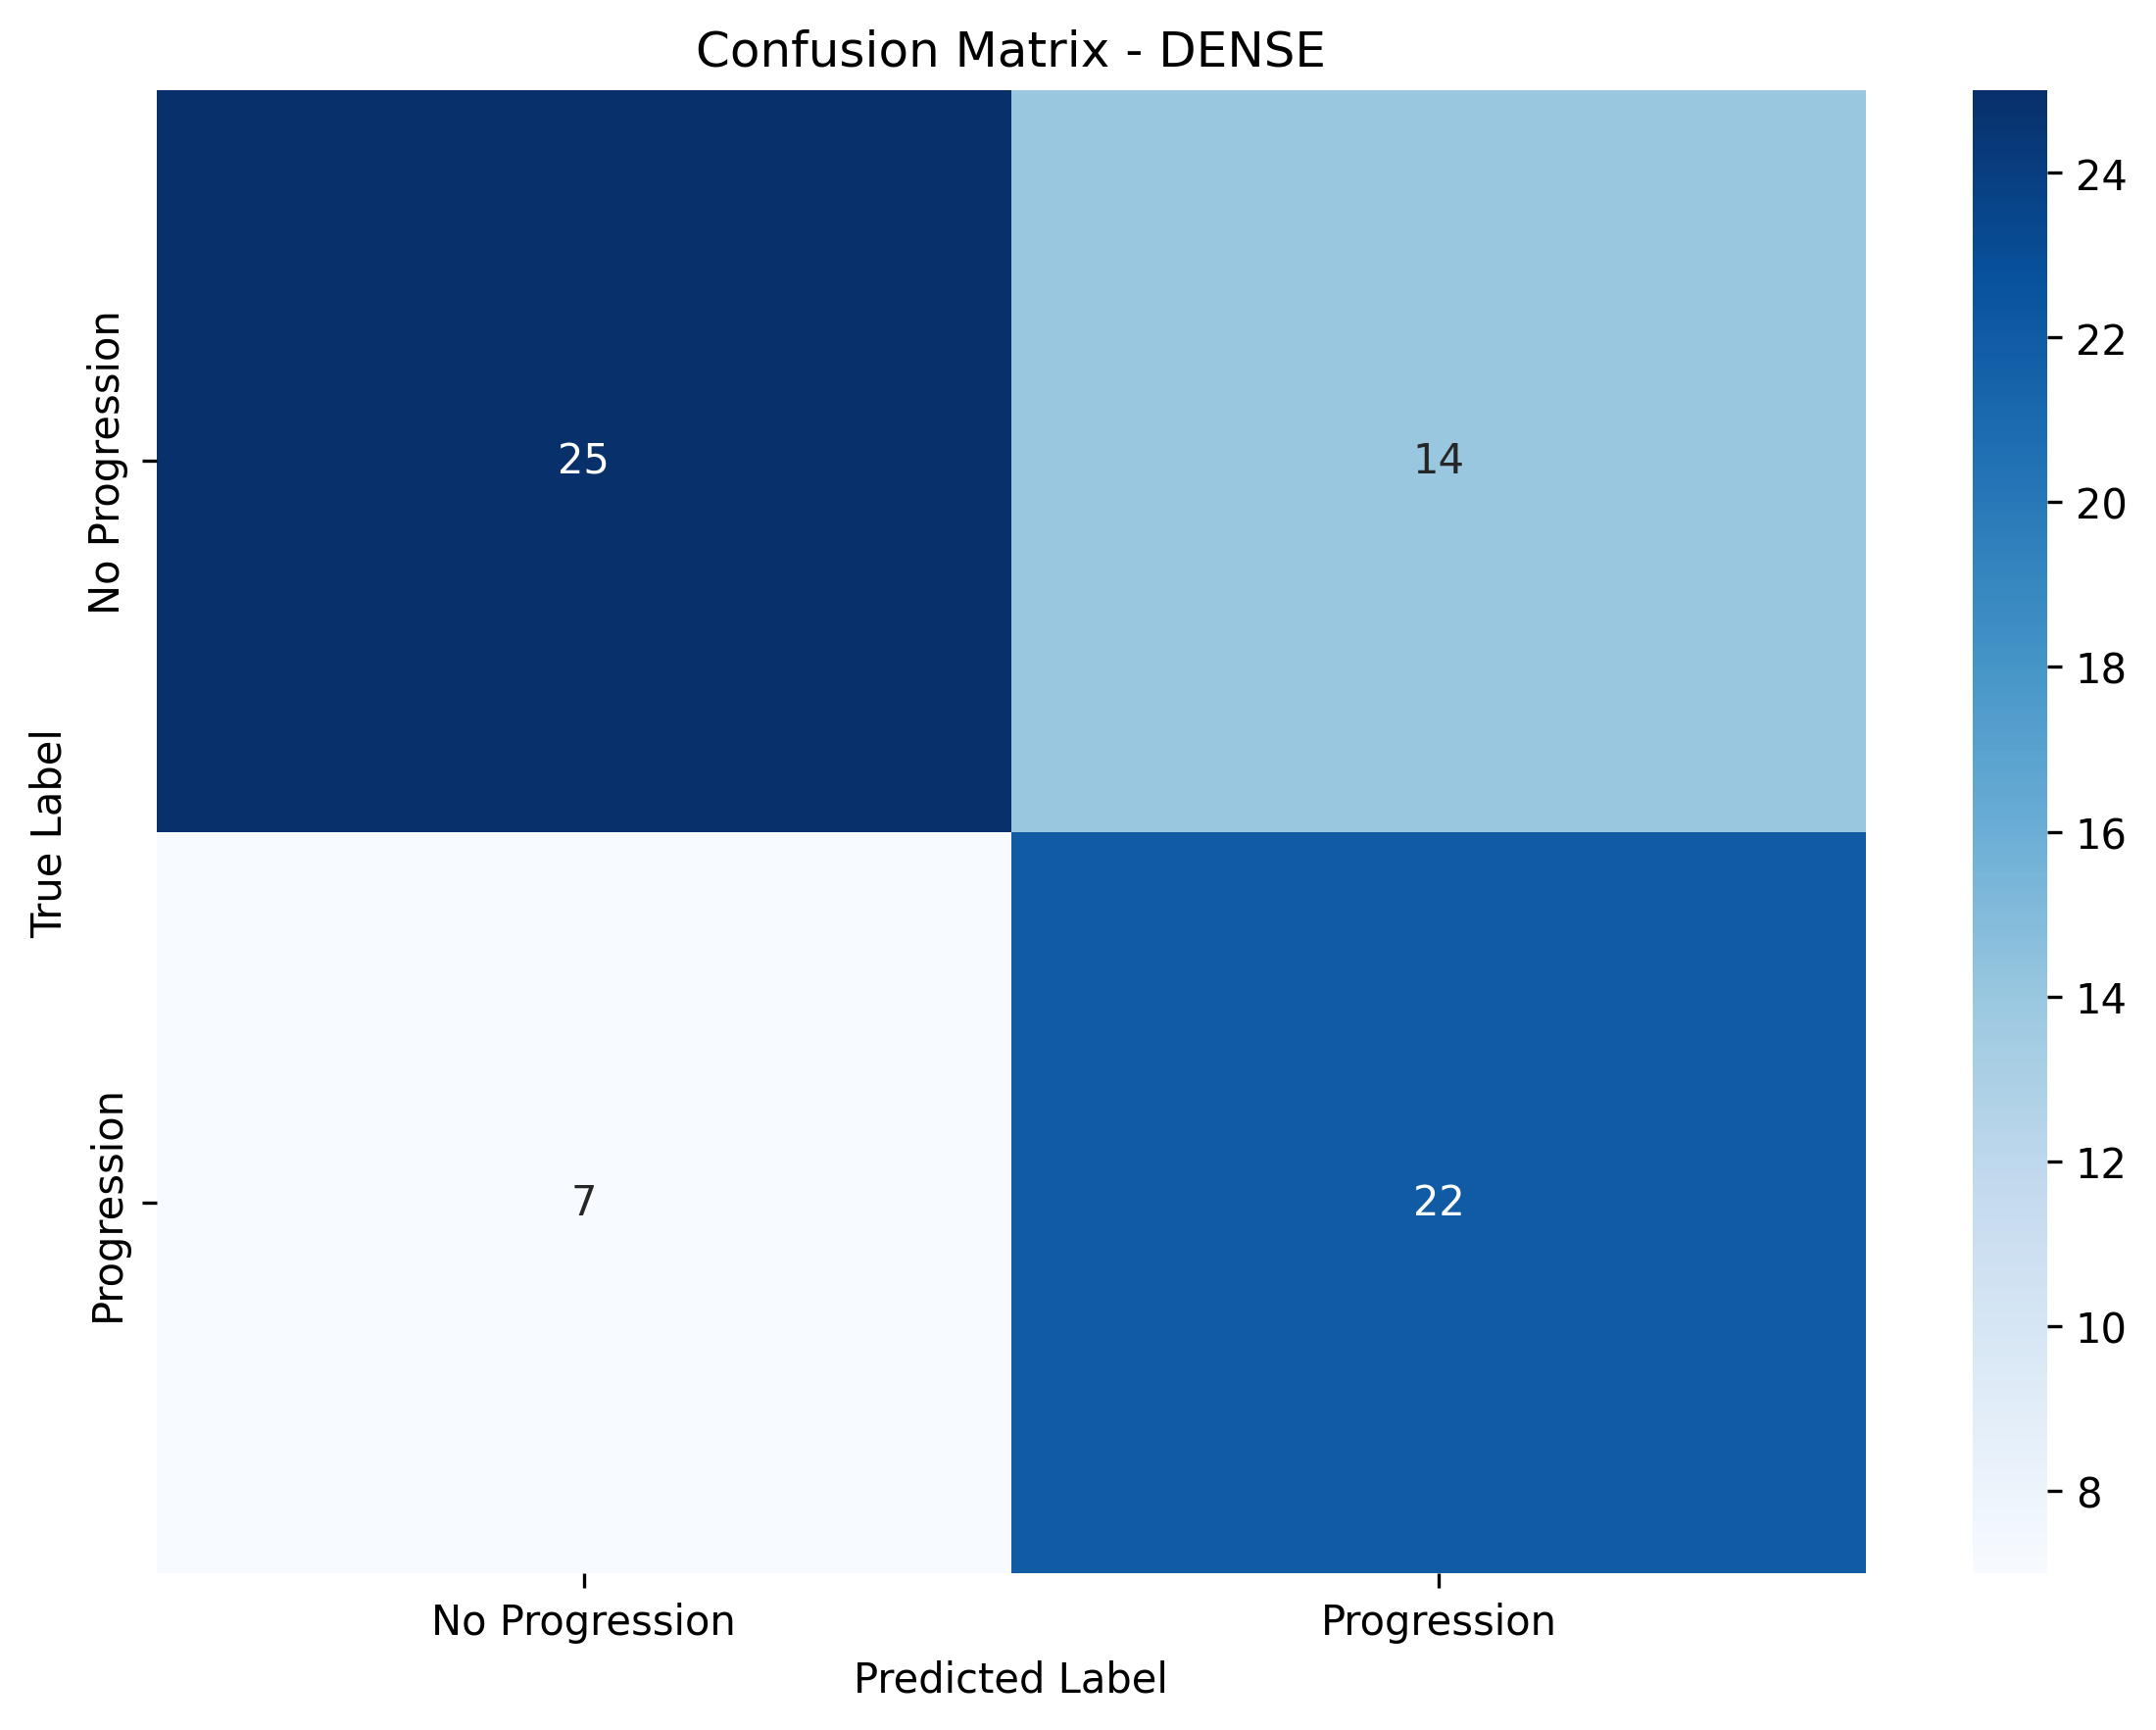 Confusion Matrix - DENSE
True Label
No Progression
Progression
25
14
7
22
No Progression
Progression
Predicted Label
24
22
20
18
16
14
12
10
8